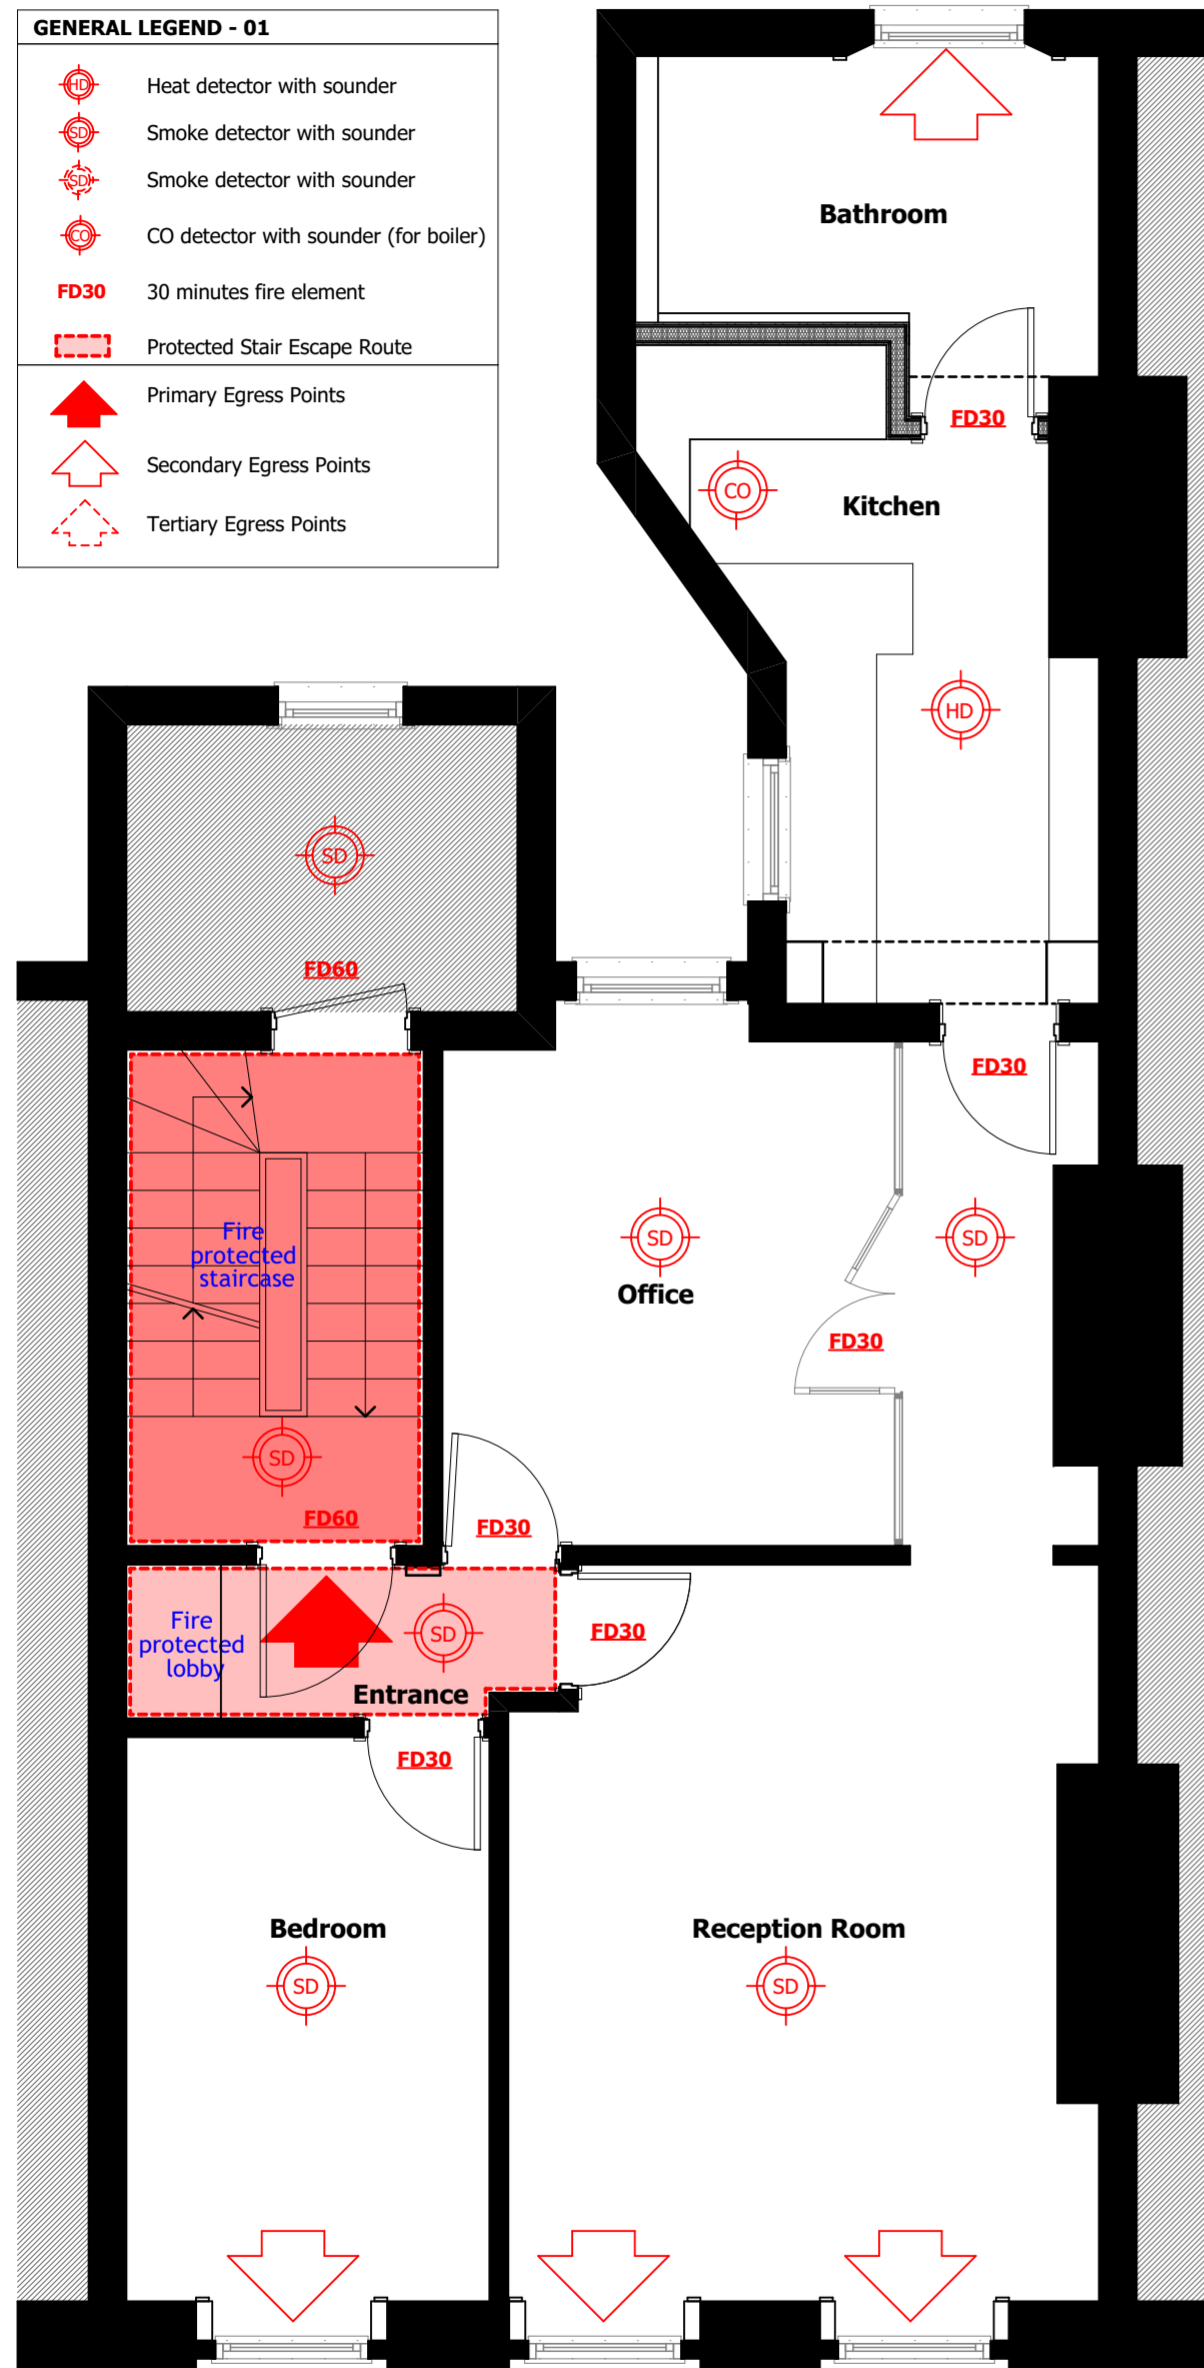 GENERAL LEGEND - 01
HD Heat detector with sounder
SD Smoke detector with sounder
SD Smoke detector with sounder
CO CO detector with sounder (for boiler)
FD30 30 minutes fire element
Protected Stair Escape Route
Primary Egress Points
Secondary Egress Points
Tertiary Egress Points
Bathroom
FD30
CO
Kitchen
HD
SD
FD60
FD30
Fire
protected
staircase
SD
Office
SD
FD30
SD
FD60
FD30
Fire
protected
lobby
SD
FD30
Entrance
FD30
Bedroom
SD
Reception Room
SD